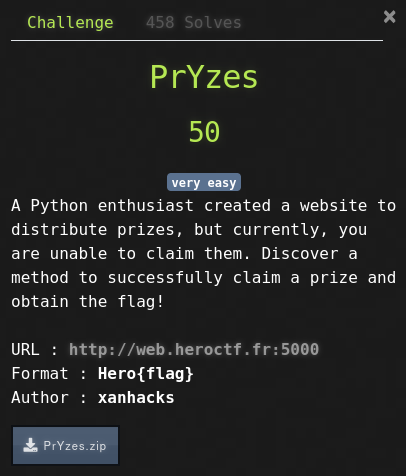 Challenge 458 Solves ×
PrYzes
50
very easy
A Python enthusiast created a website to
distribute prizes, but currently, you
are unable to claim them. Discover a
method to successfully claim a prize and
obtain the flag!
URL : http://web.heroctf.fr:5000
Format : Hero{flag}
Author : xanhacks
PrYzes.zip